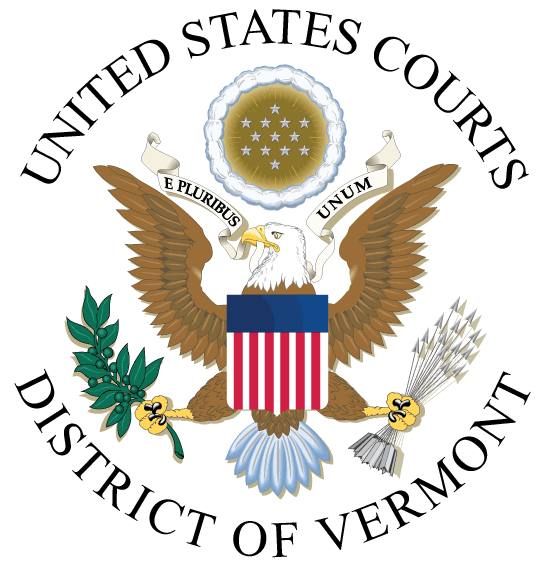 UNITED STATES COURTS
E PLURIBUS UNUM
DISTRICT OF VERMONT